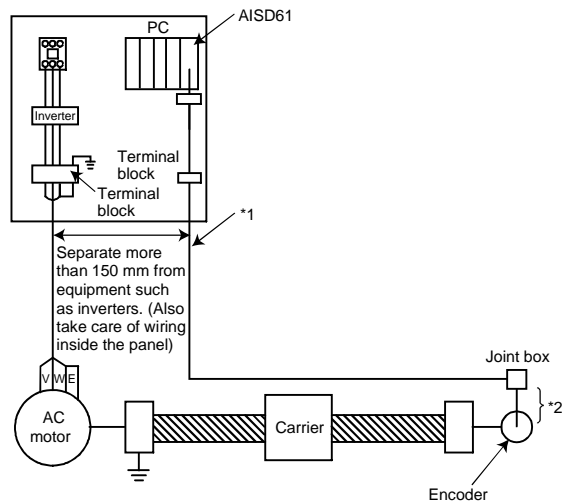 AISD61
PC
Inverter
Terminal
block
Terminal
block
*1
Separate more
than 150 mm from
equipment such
as inverters. (Also
take care of wiring
inside the panel)
Joint box
V W E
*2
AC
motor
Carrier
Encoder